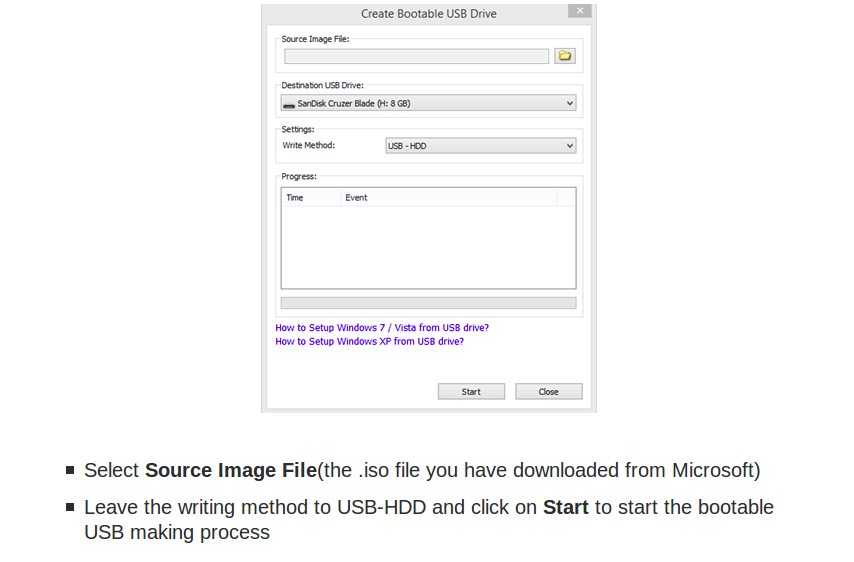 Create Bootable USB Drive
Source Image File:
Destination USB Drive:
SanDisk Cruzer Blade (H: 8 GB)
Settings:
Write Method: USB - HDD
Progress:
Time Event
How to Setup Windows 7 / Vista from USB drive?
How to Setup Windows XP from USB drive?
Start Close
Select Source Image File(the .iso file you have downloaded from Microsoft)
Leave the writing method to USB-HDD and click on Start to start the bootable
USB making process